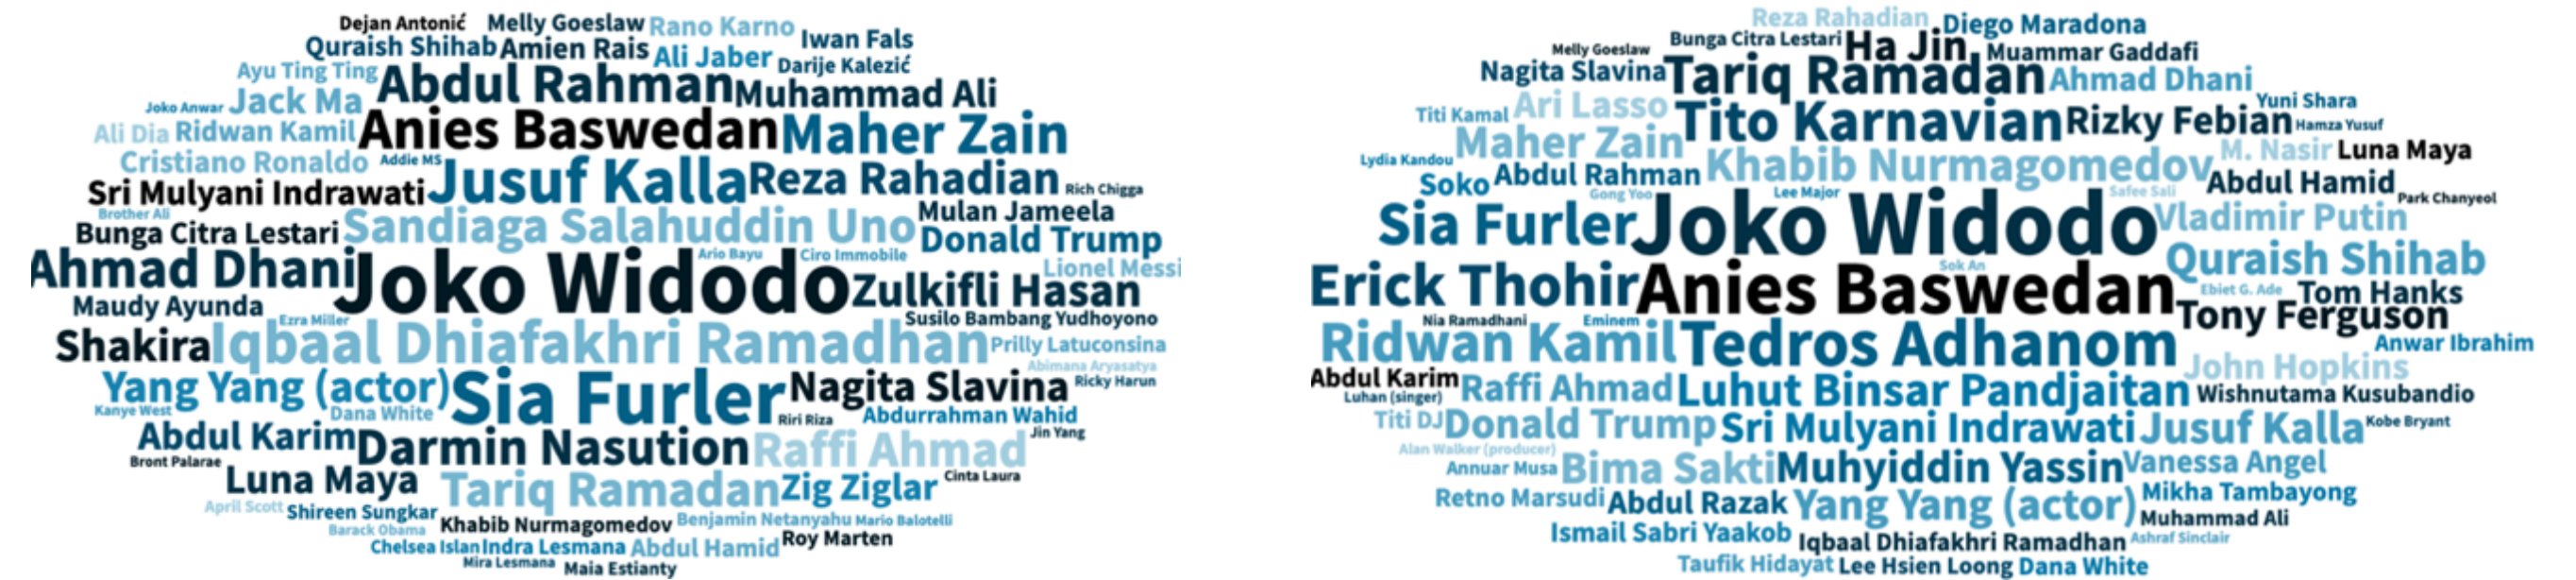 Dejan Antonić Melly Goeslaw Rano Karno Iwan Fals
Quraish Shihab Amien Rais Ali Jaber Darije Kalezić
Ayu Ting Ting Abdul Rahman Muhammad Ali
Joko Anwar Jack Ma
Ali Dia Ridwan Kamil Anies Baswedan Maher Zain
Cristiano Ronaldo Addie MS
Sri Mulyani Indrawati Jusuf Kalla Reza Rahadian Rich Chigga
Brother Ali
Bunga Citra Lestari Sandiaga Salahuddin Uno Mulan Jameela
Donald Trump
Ario Bayu Ciro Immobile
Ahmad Dhani Joko Widodo Zulkifli Hasan Lionel Messi
Maudy Ayunda
Ezra Miller Susilo Bambang Yudhoyono
Shakira Iqbaal Dhiafakhri Ramadhan Prilly Latuconsina
Abimana Aryasatya
Yang Yang (actor) Sia Furler Nagita Slavina Ricky Harun
Kanye West Dana White Riri Riza Abdurrahman Wahid
Abdul Karim Darmin Nasution Raffi Ahmad Jin Yang
Bront Palarae
Luna Maya Tariq Ramadan Zig Ziglar Cinta Laura
April Scott Shireen Sungkar
Barack Obama Khabib Nurmagomedov Benjamin Netanyahu Mario Balotelli
Chelsea Islan Indra Lesmana Abdul Hamid Roy Marten
Mira Lesmana Maia Estianty
Reza Rahadian Diego Maradona
Melly Goeslaw Bunga Citra Lestari Ha Jin Muammar Gaddafi
Nagita Slavina Tariq Ramadan Ahmad Dhani
Titi Kamal Ari Lasso Tito Karnavian Rizky Febian Yuni Shara
Hamza Yusuf
Lydia Kandou Maher Zain Khabib Nurmagomedov M. Nasir Luna Maya
Soko Abdul Rahman Abdul Hamid
Gong Yoo Lee Major Safee Sali Park Chanyeol
Sia Furler Joko Widodo Vladimir Putin
Sok An Quraish Shihab
Erick Thohir Anies Baswedan Ebiet G. Ade Tom Hanks
Nia Ramadhani Eminem Tony Ferguson
Ridwan Kamil Tedros Adhanom Anwar Ibrahim
John Hopkins
Abdul Karim Raffi Ahmad Luhut Binsar Pandjaitan Wishnutama Kusubandio
Luhan (singer)
Titi DJ Donald Trump Sri Mulyani Indrawati Jusuf Kalla Kobe Bryant
Alan Walker (producer)
Annuar Musa Bima Sakti Muhyiddin Yassin Vanessa Angel
Retno Marsudi Abdul Razak Yang Yang (actor) Mikha Tambayong
Muhammad Ali
Ismail Sabri Yaakob Iqbaal Dhiafakhri Ramadhan Ashraf Sinclair
Taufik Hidayat Lee Hsien Loong Dana White